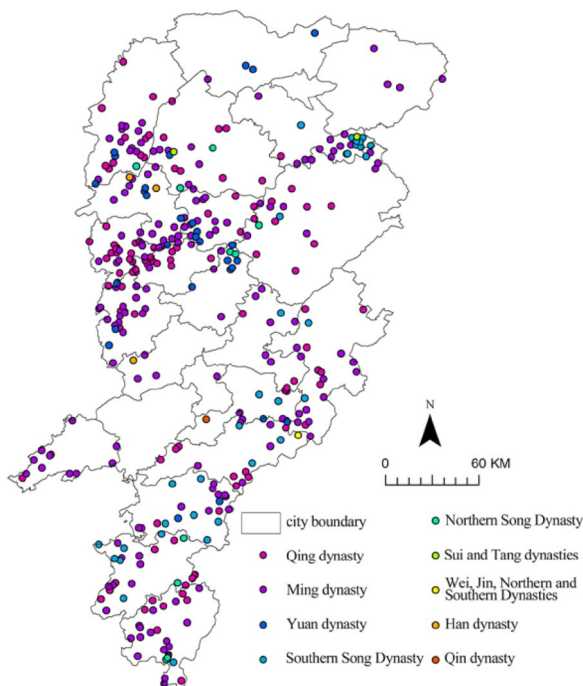 N
0 60 KM
city boundary
Qing dynasty
Ming dynasty
Yuan dynasty
Southern Song Dynasty
Northern Song Dynasty
Sui and Tang dynasties
Wei, Jin, Northern and
Southern Dynasties
Han dynasty
Qin dynasty